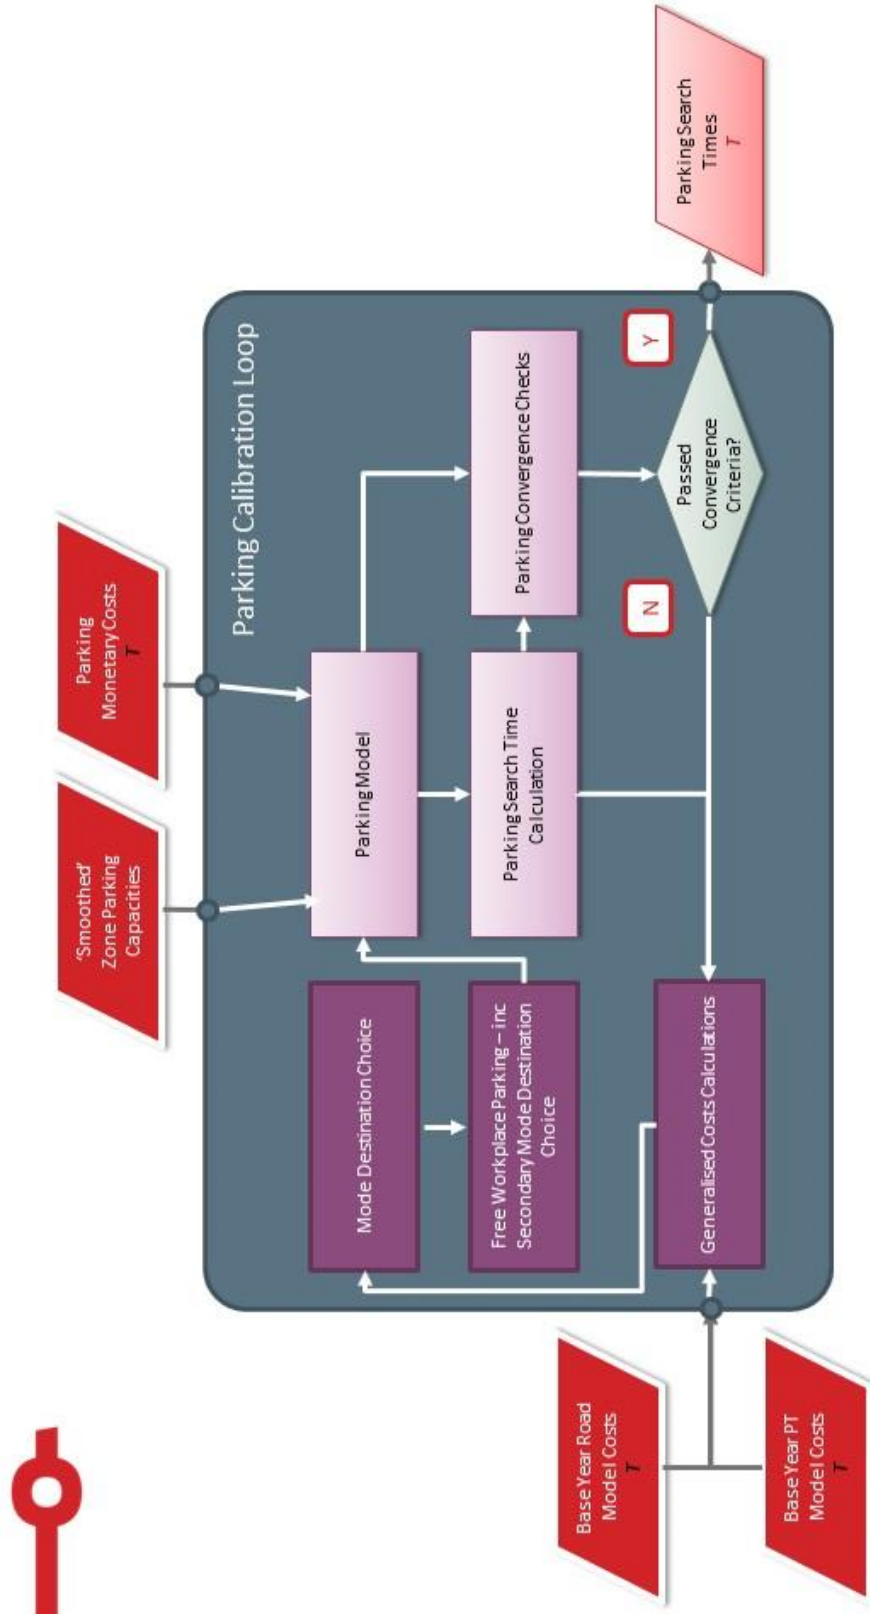 'Smoothed'
Zone Parking
Capacities
Parking
Monetary Costs
T
Parking Calibration Loop
Mode Destination Choice
Parking Model
Free Workplace Parking – inc
Secondary Mode Destination
Choice
Parking Search Time
Calculation
Parking Convergence Checks
Base Year Road
Model Costs
T
Base Year PT
Model Costs
T
Generalised Costs Calculations
N
Passed
Convergence
Criteria?
Y
Parking Search
Times
T